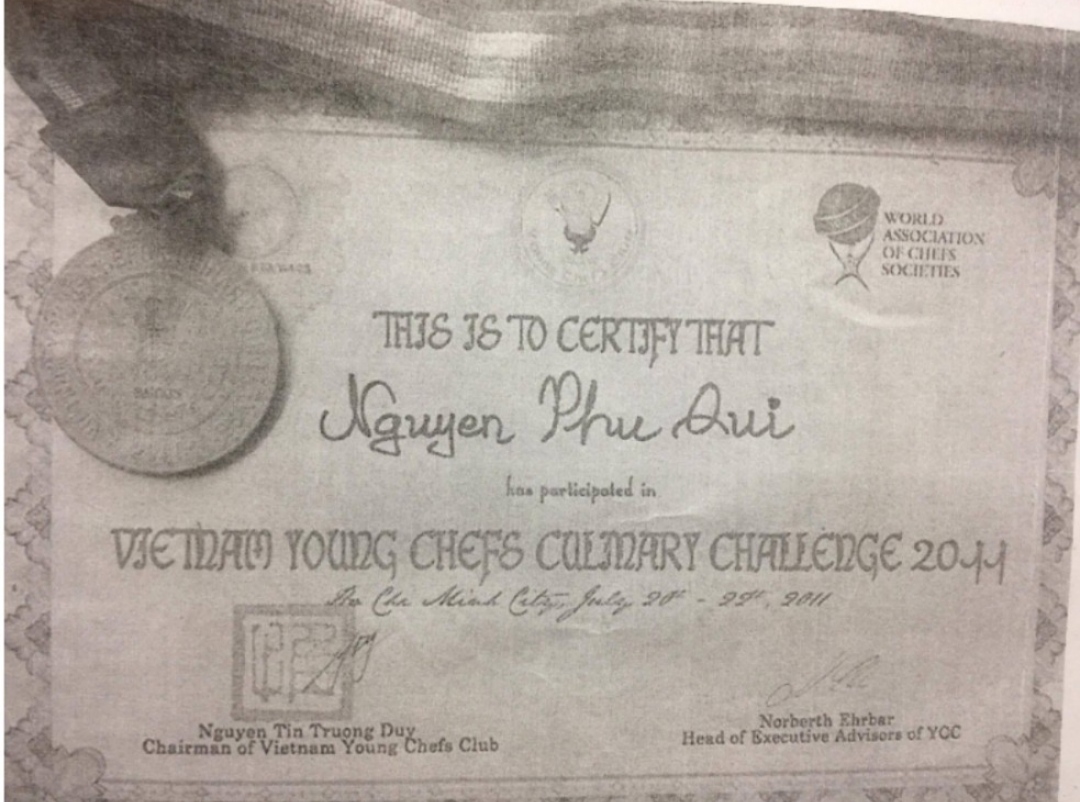 WORLD
ASSOCIATION
OF CHEFS
SOCIETIES
THIS IS TO CERTIFY THAT
Nguyen Phu Qui
has participated in
VIETNAM YOUNG CHEFS CULINARY CHALLENGE 2011
Ho Chi Minh City, July 20th - 22th, 2011
Nguyen Tin Truong Duy
Chairman of Vietnam Young Chefs Club
Norberth Ehrbar
Head of Executive Advisors of YCC